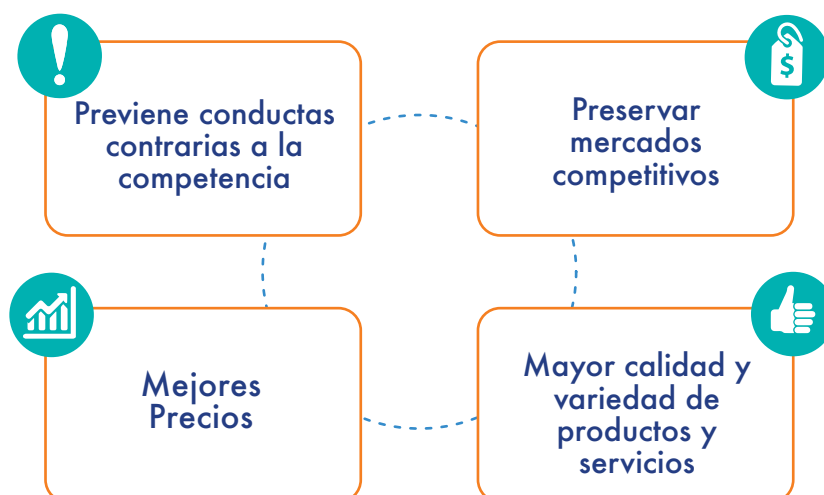 Previene conductas
contrarias a la
competencia
Preservar
mercados
competitivos
$
Mejores
Precios
Mayor calidad y
variedad de
productos y
servicios